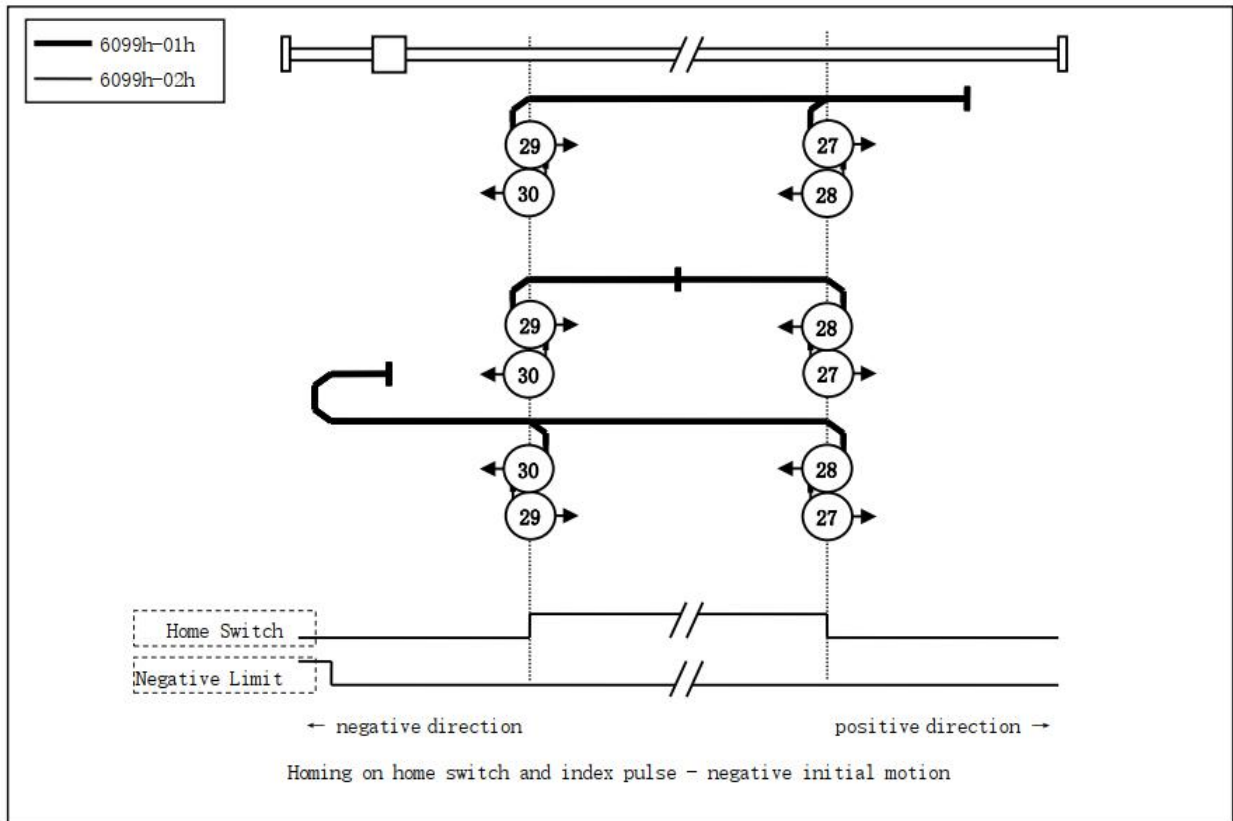 6099h-01h
6099h-02h
29
27
30
28
29
28
30
27
30
28
29
27
Home Switch
Negative Limit
← negative direction
positive direction →
Homing on home switch and index pulse - negative initial motion